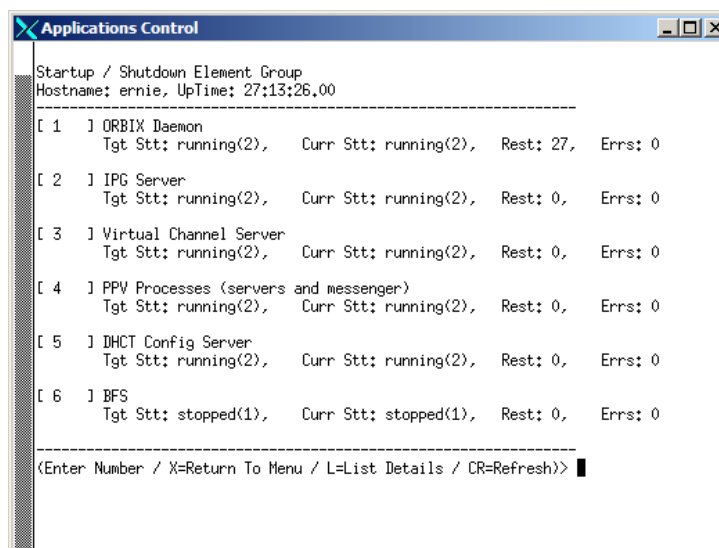 Applications Control
Startup / Shutdown Element Group
Hostname: ernie, UpTime: 27:13:26.00
---------------------------------------------------------------------------
[ 1   ] ORBIX Daemon
Tgt Stt: running(2),    Curr Stt: running(2),   Rest: 27,   Errs: 0
[ 2   ] IPG Server
Tgt Stt: running(2),    Curr Stt: running(2),   Rest: 0,    Errs: 0
[ 3   ] Virtual Channel Server
Tgt Stt: running(2),    Curr Stt: running(2),   Rest: 0,    Errs: 0
[ 4   ] PPV Processes (servers and messenger)
Tgt Stt: running(2),    Curr Stt: running(2),   Rest: 0,    Errs: 0
[ 5   ] DHCT Config Server
Tgt Stt: running(2),    Curr Stt: running(2),   Rest: 0,    Errs: 0
[ 6   ] BFS
Tgt Stt: stopped(1),    Curr Stt: stopped(1),   Rest: 0,    Errs: 0
---------------------------------------------------------------------------
(Enter Number / X=Return To Menu / L=List Details / CR=Refresh)>